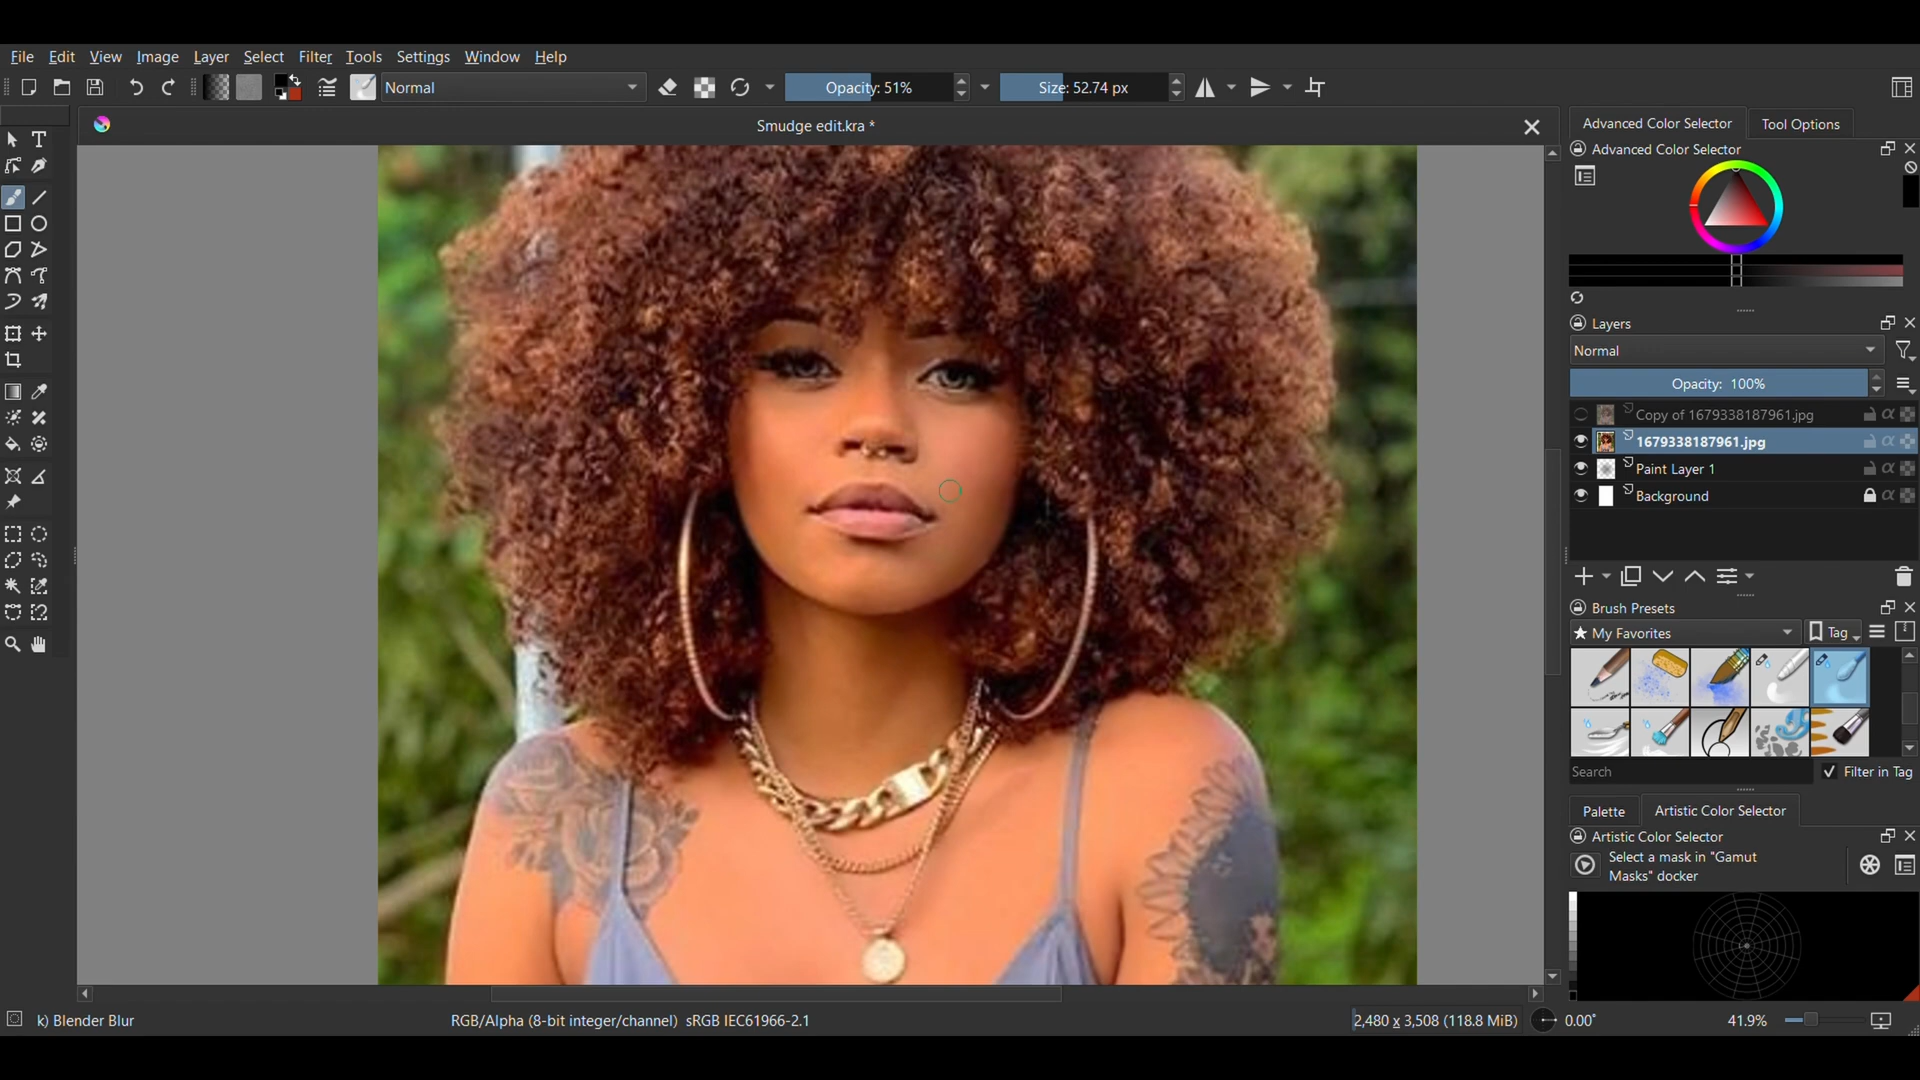 File Edit View Image Layer Select Filter Tools Settings Window Help
Normal Opacity: 51% Size: 52.74 px
Smudge edit.kra *
Advanced Color Selector Tool Options
Advanced Color Selector
Layers
Normal
Opacity: 100%
Copy of 1679338187961.jpg
1679338187961.jpg
Paint Layer 1
Background
Brush Presets
My Favorites Tag
Search Filter in Tag
Palette Artistic Color Selector
Artistic Color Selector
Select a mask in "Gamut
Masks" docker
k) Blender Blur RGB/Alpha (8-bit integer/channel) sRGB IEC61966-2.1 2,480 x 3,508 (118.8 MiB) 0.00° 41.9%